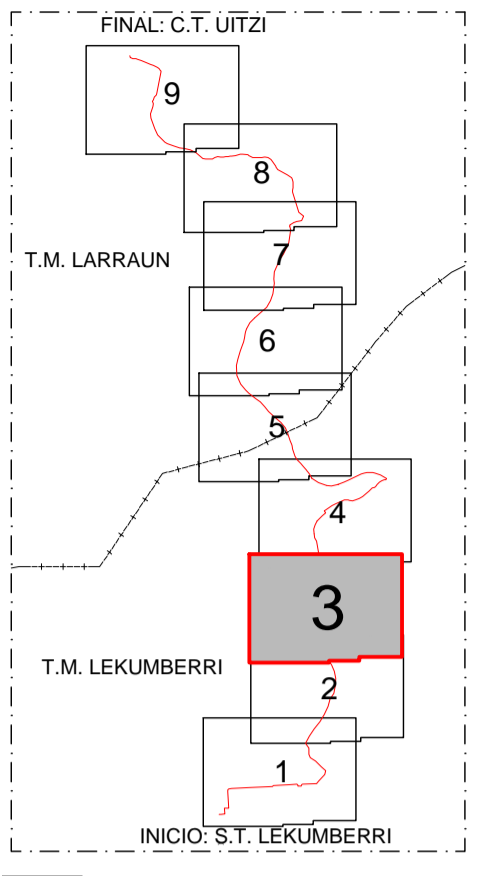 FINAL: C.T. UITZI
9
8
7
T.M. LARRAUN
6
5
4
3
T.M. LEKUMBERRI
2
1
INICIO: S.T. LEKUMBERRI